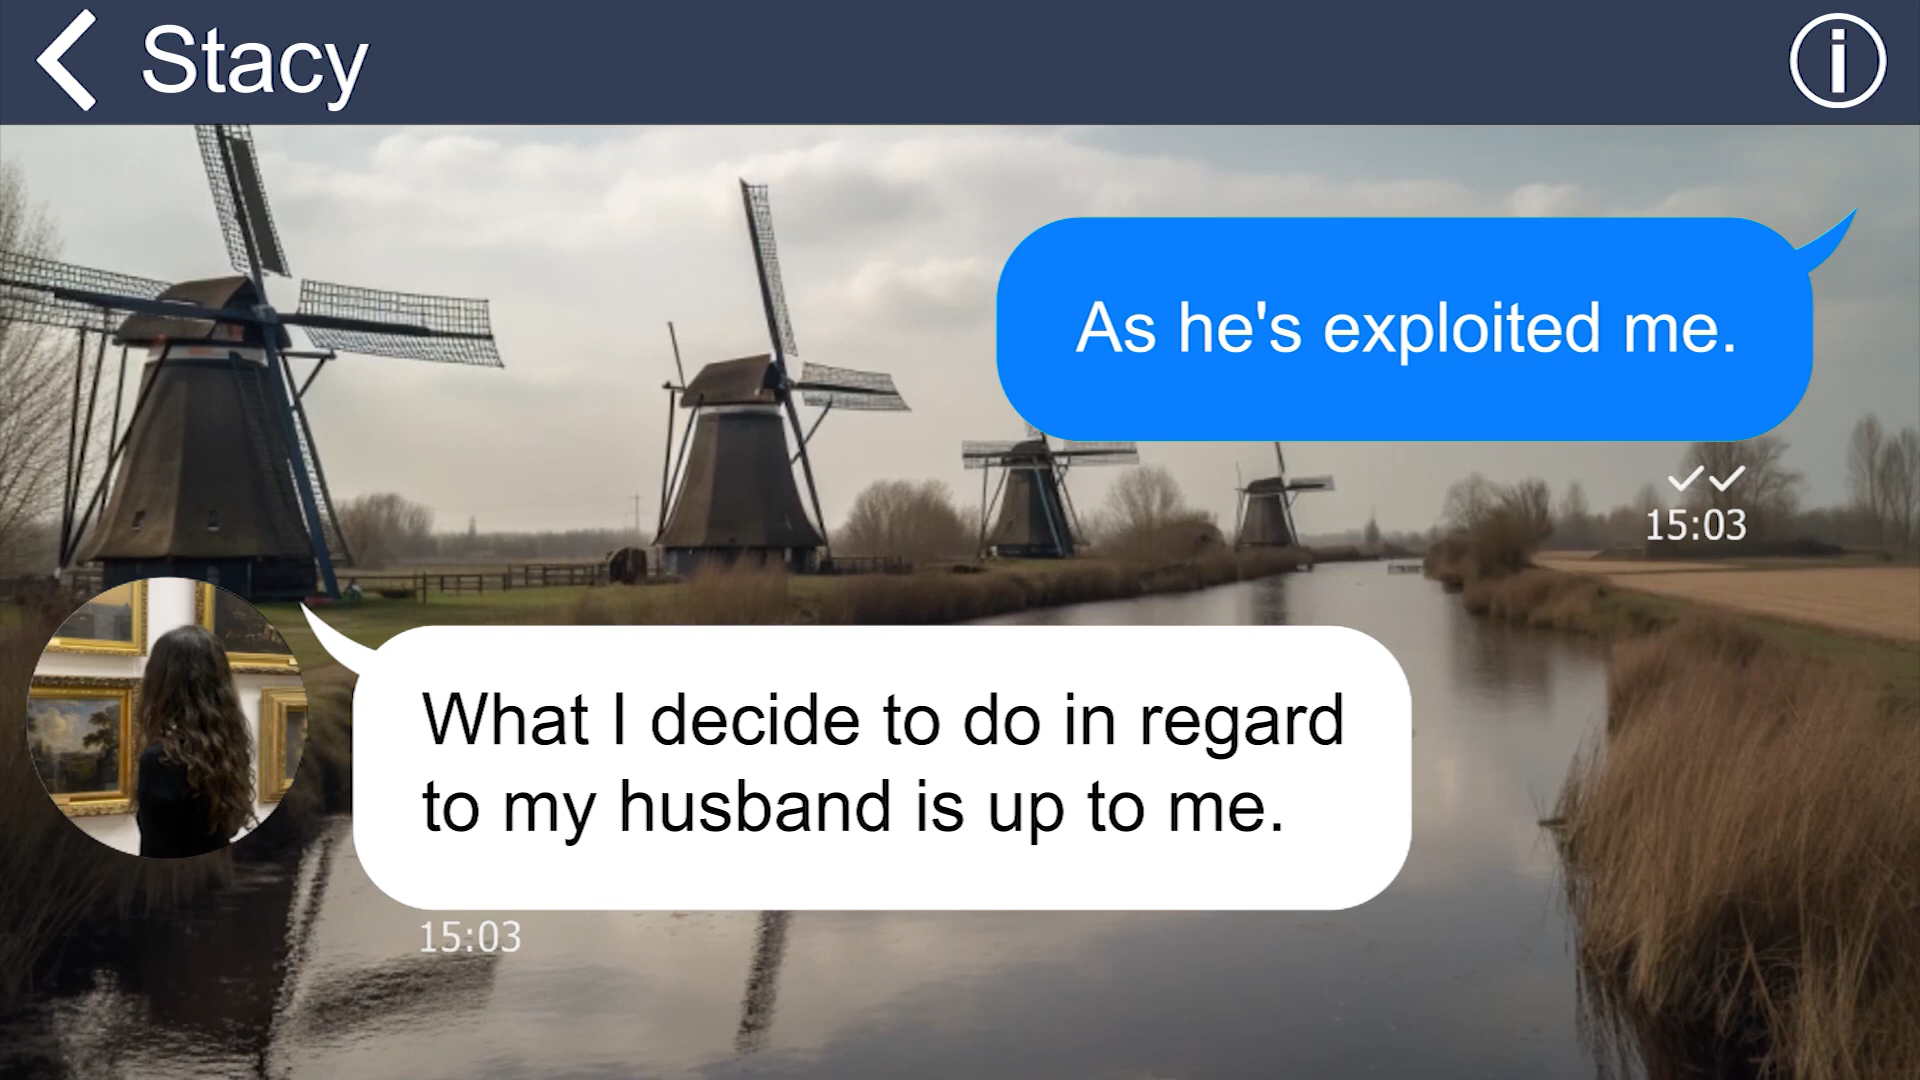 Stacy
As he's exploited me.
15:03
What I decide to do in regard
to my husband is up to me.
15:03